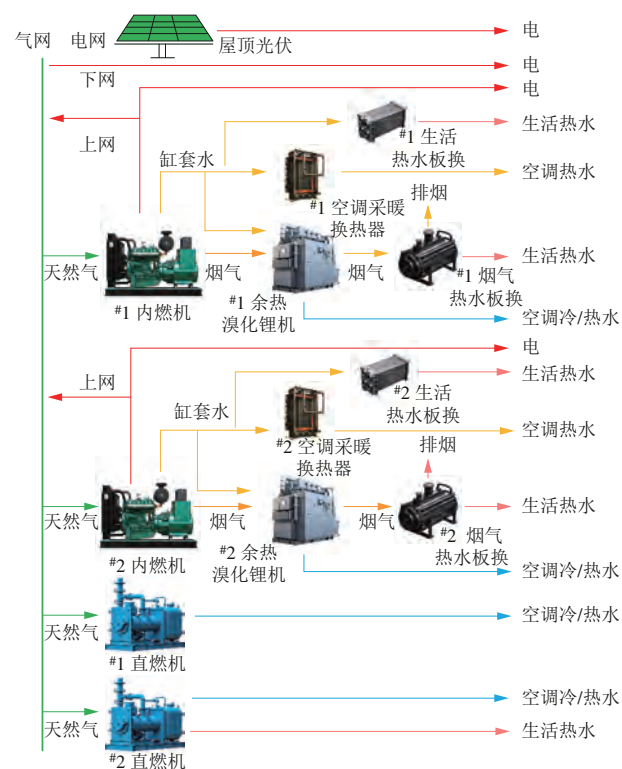 电
气网 电网
屋顶光伏
电
下网
电
上网
#1 生活
热水板换
生活热水
缸套水
空调热水
#1 空调采暖
换热器
排烟
天然气
烟气
烟气
#1 烟气
热水板换
生活热水
#1 内燃机
#1 余热
溴化锂机
空调冷/热水
电
上网
#2 生活
热水板换
生活热水
缸套水
空调热水
#2 空调采暖
换热器
排烟
天然气
烟气
烟气
#2 烟气
热水板换
生活热水
#2 内燃机
#2 余热
溴化锂机
空调冷/热水
天然气
空调冷/热水
#1 直燃机
空调冷/热水
天然气
生活热水
#2 直燃机